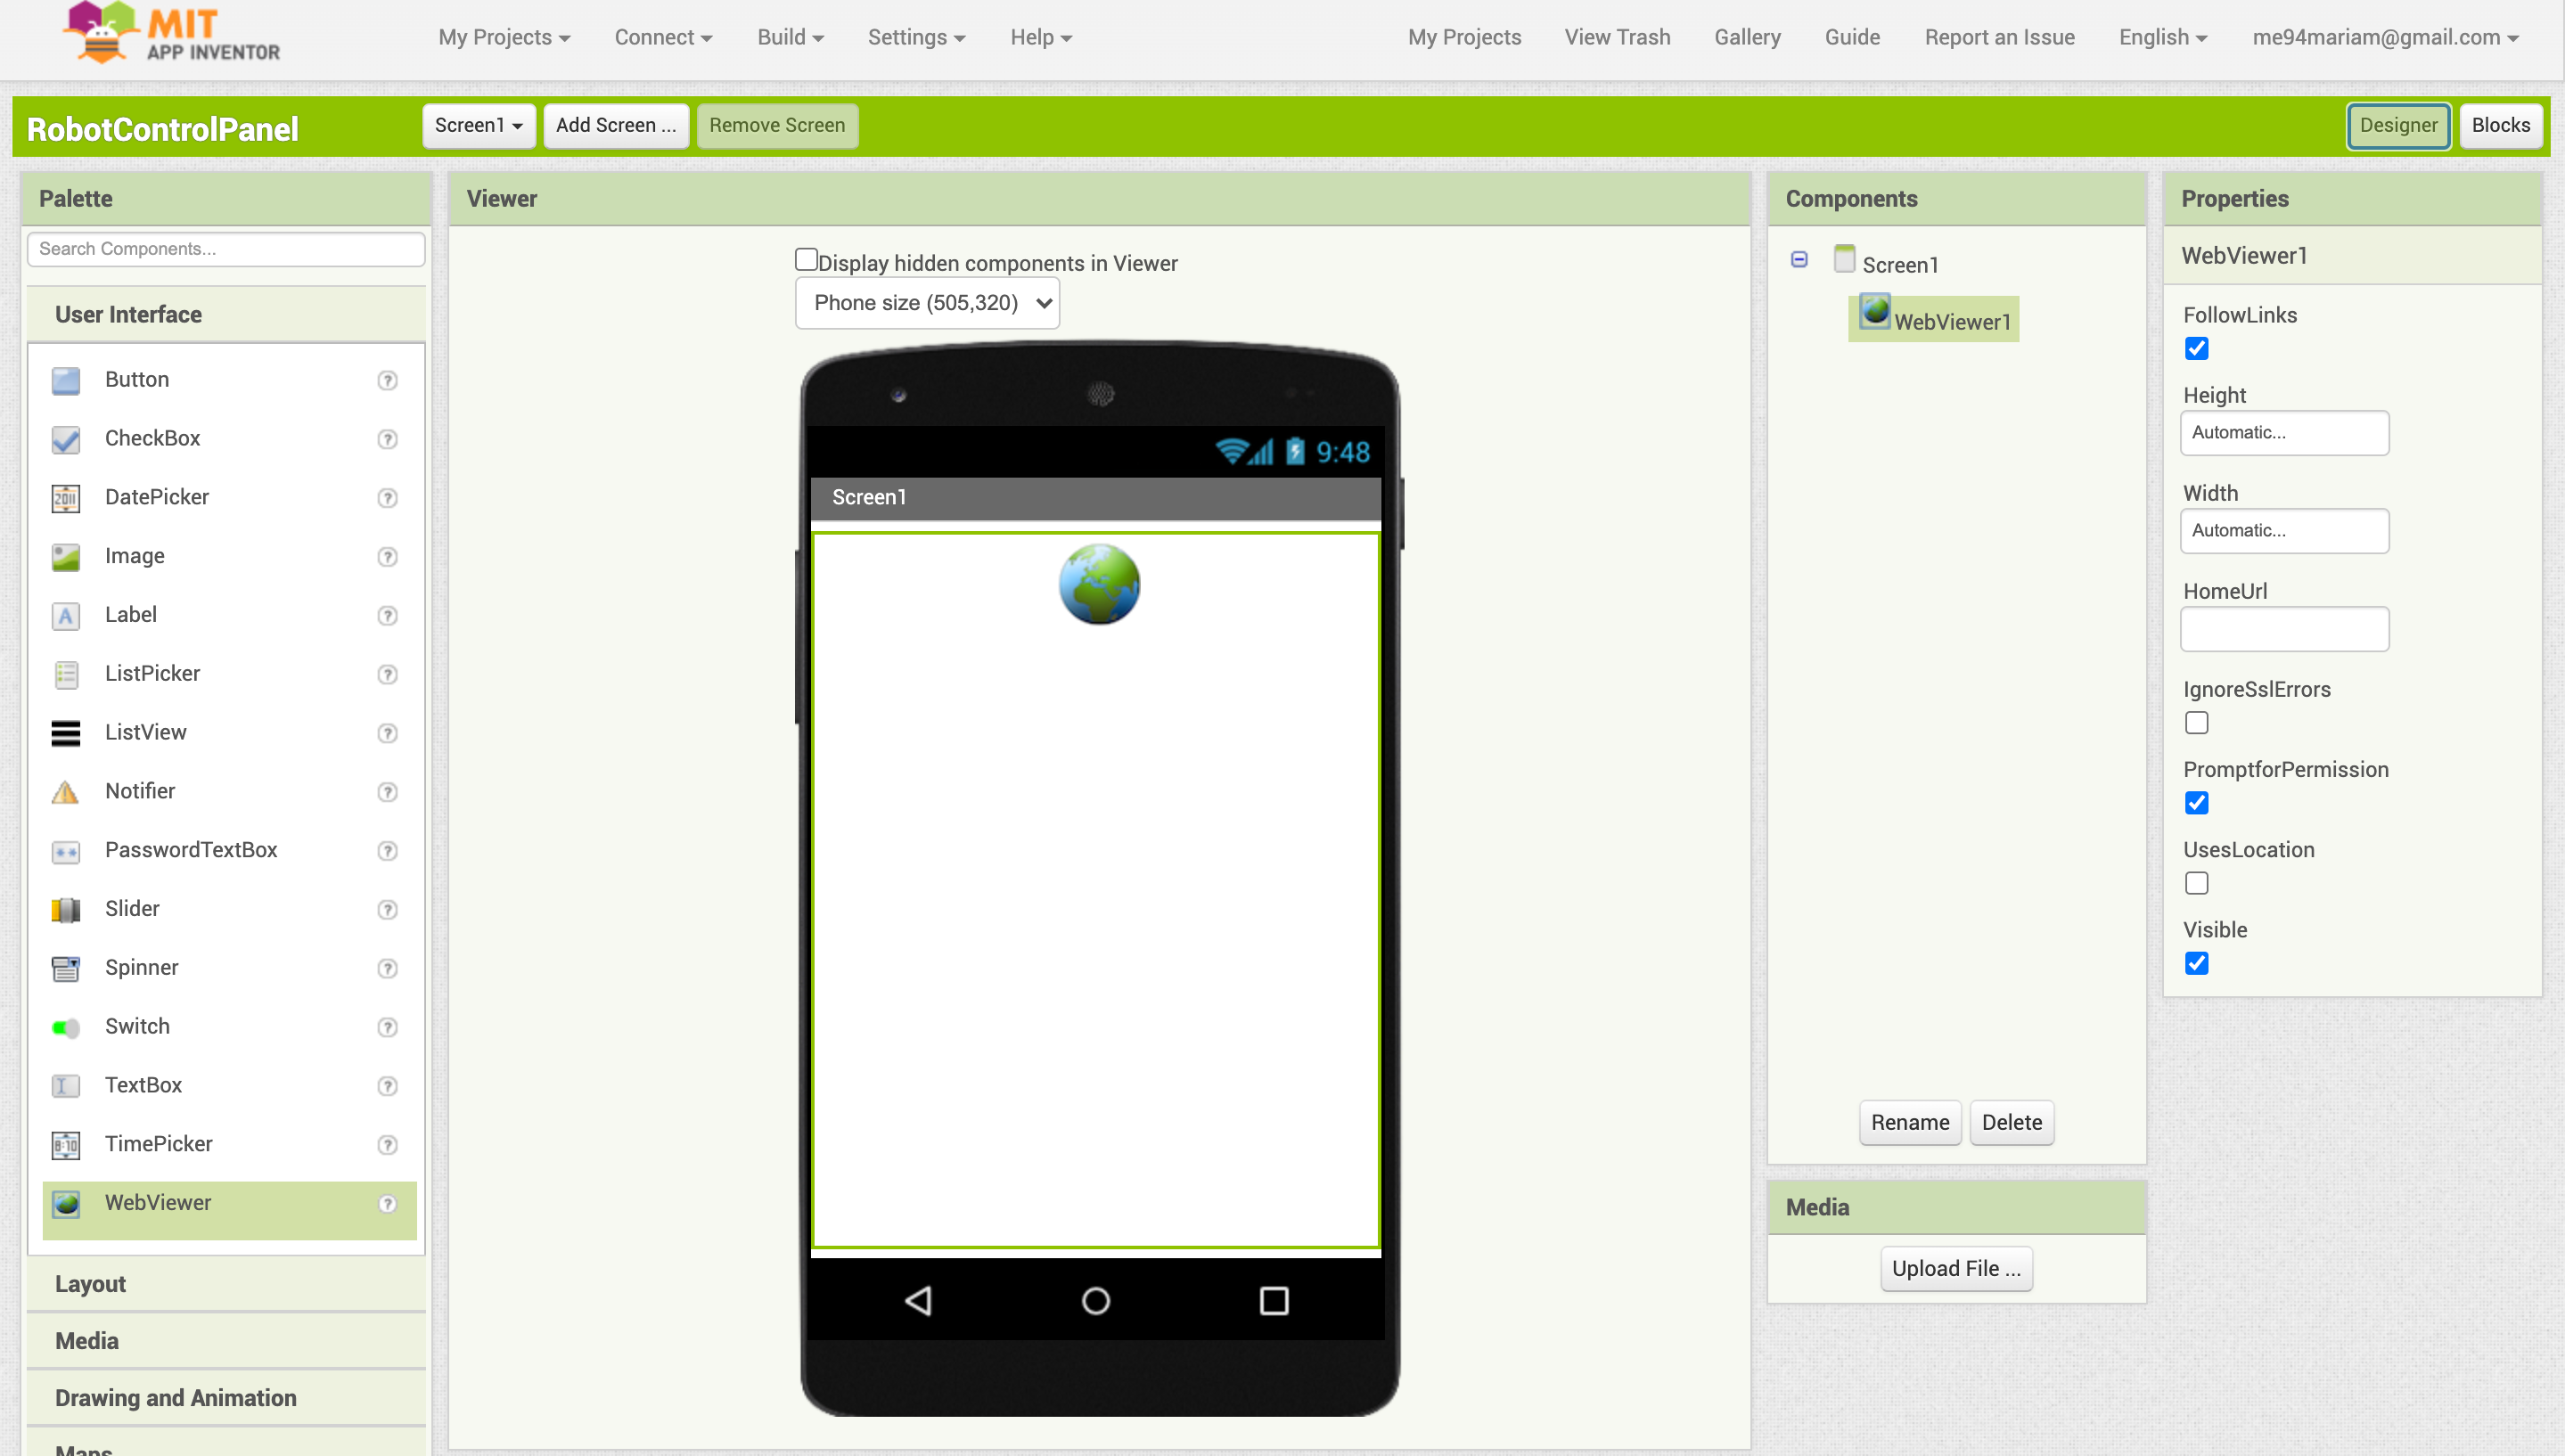 MIT
APP INVENTOR
My Projects
Connect
Build
Settings
Help
My Projects
View Trash
Gallery
Guide
Report an Issue
English
me94mariam@gmail.com
RobotControlPanel
Screen1
Add Screen ...
Remove Screen
Designer
Blocks
Palette
Search Components...
User Interface
Button
CheckBox
DatePicker
Image
Label
ListPicker
ListView
Notifier
PasswordTextBox
Slider
Spinner
Switch
TextBox
TimePicker
WebViewer
Layout
Media
Drawing and Animation
Maps
Viewer
Display hidden components in Viewer
Phone size (505,320)
9:48
Screen1
Components
Screen1
WebViewer1
Rename
Delete
Media
Upload File ...
Properties
WebViewer1
FollowLinks
Height
Automatic...
Width
Automatic...
HomeUrl
IgnoreSslErrors
PromptforPermission
UsesLocation
Visible